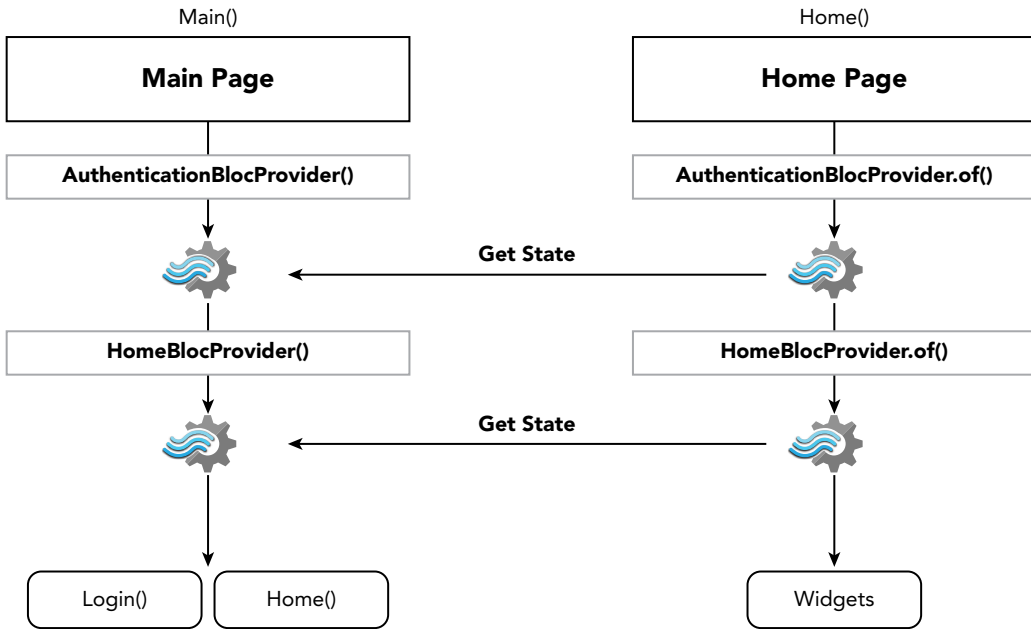 Main()
Home()
Main Page
Home Page
AuthenticationBlocProvider()
AuthenticationBlocProvider.of()
Get State
HomeBlocProvider()
HomeBlocProvider.of()
Get State
Login()
Home()
Widgets